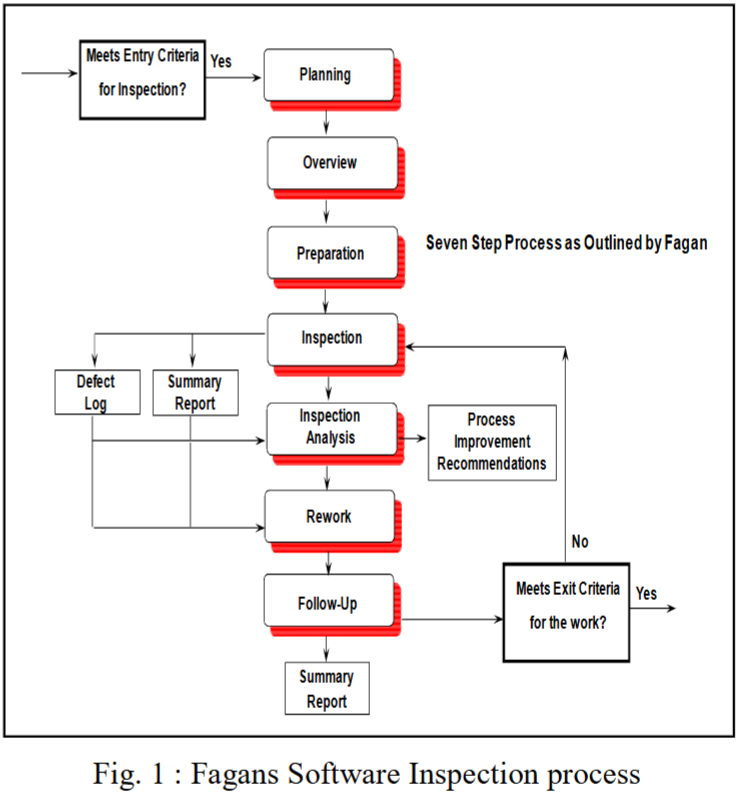 Meets Entry Criteria
for Inspection?
Yes
Planning
Overview
Preparation
Seven Step Process as Outlined by Fagan
Inspection
Defect
Log
Summary
Report
Inspection
Analysis
Process
Improvement
Recommendations
Rework
No
Follow-Up
Meets Exit Criteria
for the work?
Yes
Summary
Report
Fig. 1 : Fagans Software Inspection process